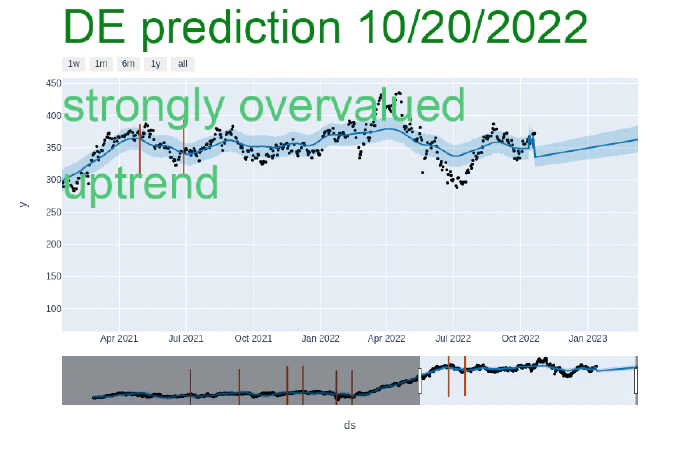 DE prediction 10/20/2022
1w 1m 6m 1y all
450
strongly overvalued
400
350
uptrend
300
250
200
150
100
y
Apr 2021 Jul 2021 Oct 2021 Jan 2022 Apr 2022 Jul 2022 Oct 2022 Jan 2023
ds